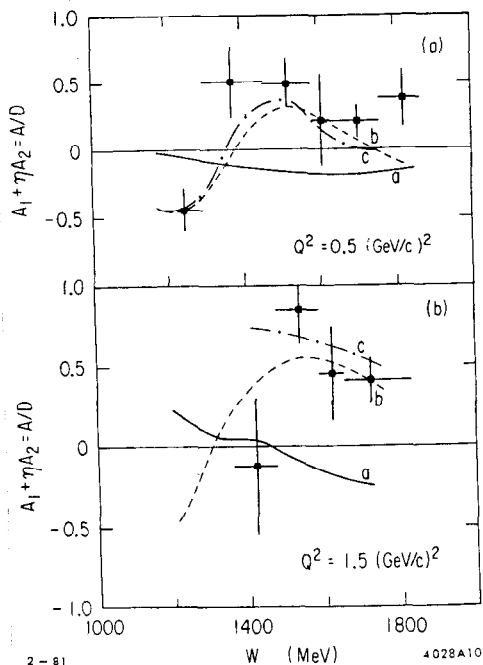 1.0
(a)
0.5
0
-0.5
A₁ + ηA₂ = A/D
b
c
a
Q² = 0.5 (GeV/c)²
1.0
(b)
0.5
0
-0.5
-1.0
A₁ + ηA₂ = A/D
c
b
a
Q² = 1.5 (GeV/c)²
1000 1400 1800
W (MeV)
2-81 4028A10